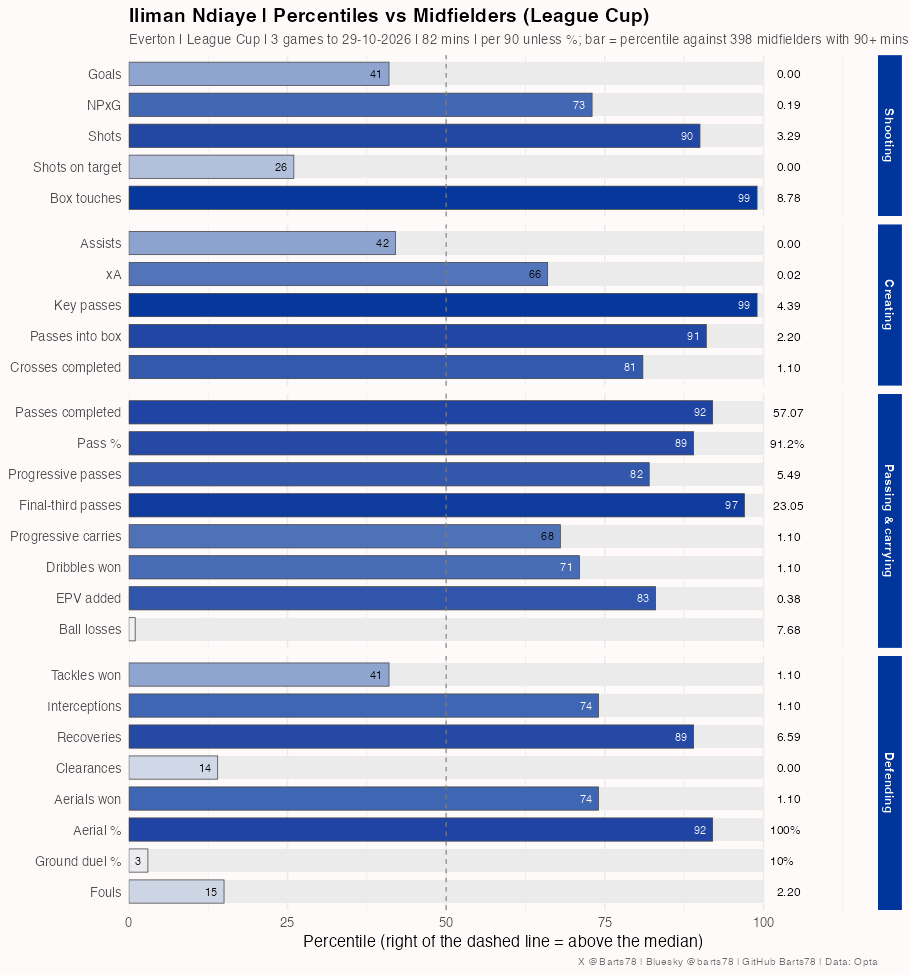 Iliman Ndiaye | Percentiles vs Midfielders (League Cup)
Everton | League Cup | 3 games to 29-10-2026 | 82 mins | per 90 unless %; bar = percentile against 398 midfielders with 90+ mins
Goals 41 0.00
NPxG 73 0.19
Shots 90 3.29
Shots on target 26 0.00
Box touches 99 8.78
Shooting
Assists 42 0.00
xA 66 0.02
Key passes 99 4.39
Passes into box 91 2.20
Crosses completed 81 1.10
Creating
Passes completed 92 57.07
Pass % 89 91.2%
Progressive passes 82 5.49
Final-third passes 97 23.05
Progressive carries 68 1.10
Dribbles won 71 1.10
EPV added 83 0.38
Ball losses 7.68
Passing & carrying
Tackles won 41 1.10
Interceptions 74 1.10
Recoveries 89 6.59
Clearances 14 0.00
Aerials won 74 1.10
Aerial % 92 100%
Ground duel % 3 10%
Fouls 15 2.20
Defending
0 25 50 75 100
Percentile (right of the dashed line = above the median)
X @Barts78 | Bluesky @barts78 | GitHub Barts78 | Data: Opta